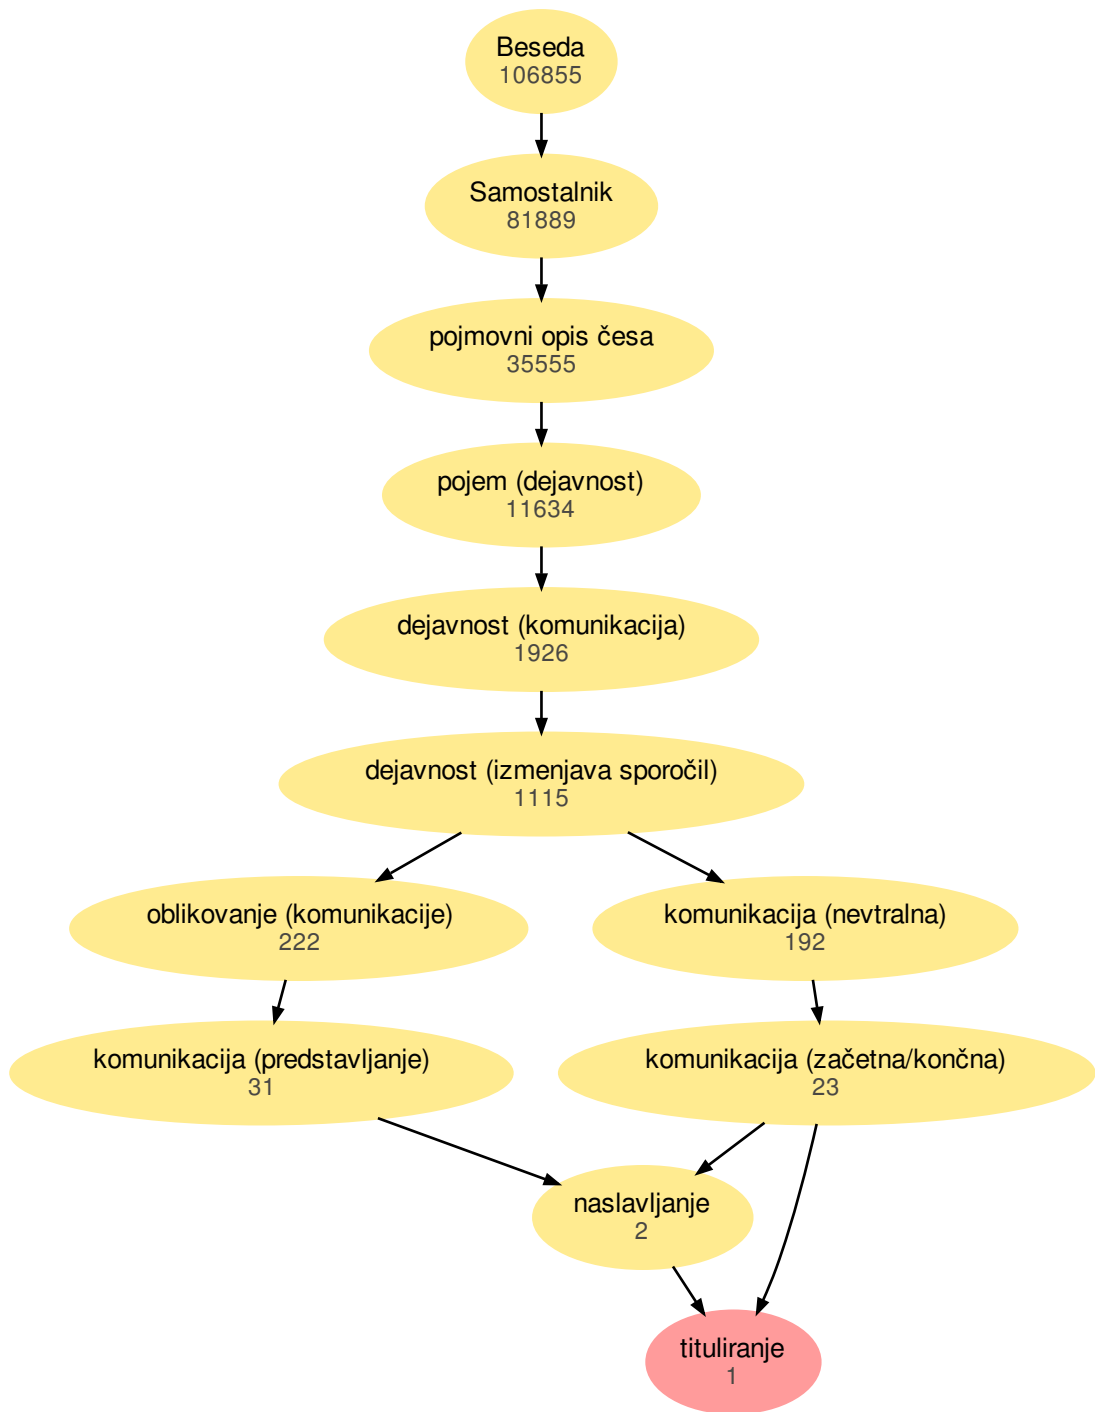 Beseda
106855
Samostalnik
81889
pojmovni opis česa
35555
pojem (dejavnost)
11634
dejavnost (komunikacija)
1926
dejavnost (izmenjava sporočil)
1115
oblikovanje (komunikacije)
222
komunikacija (nevtralna)
192
komunikacija (predstavljanje)
31
komunikacija (začetna/končna)
23
naslavljanje
2
tituliranje
1